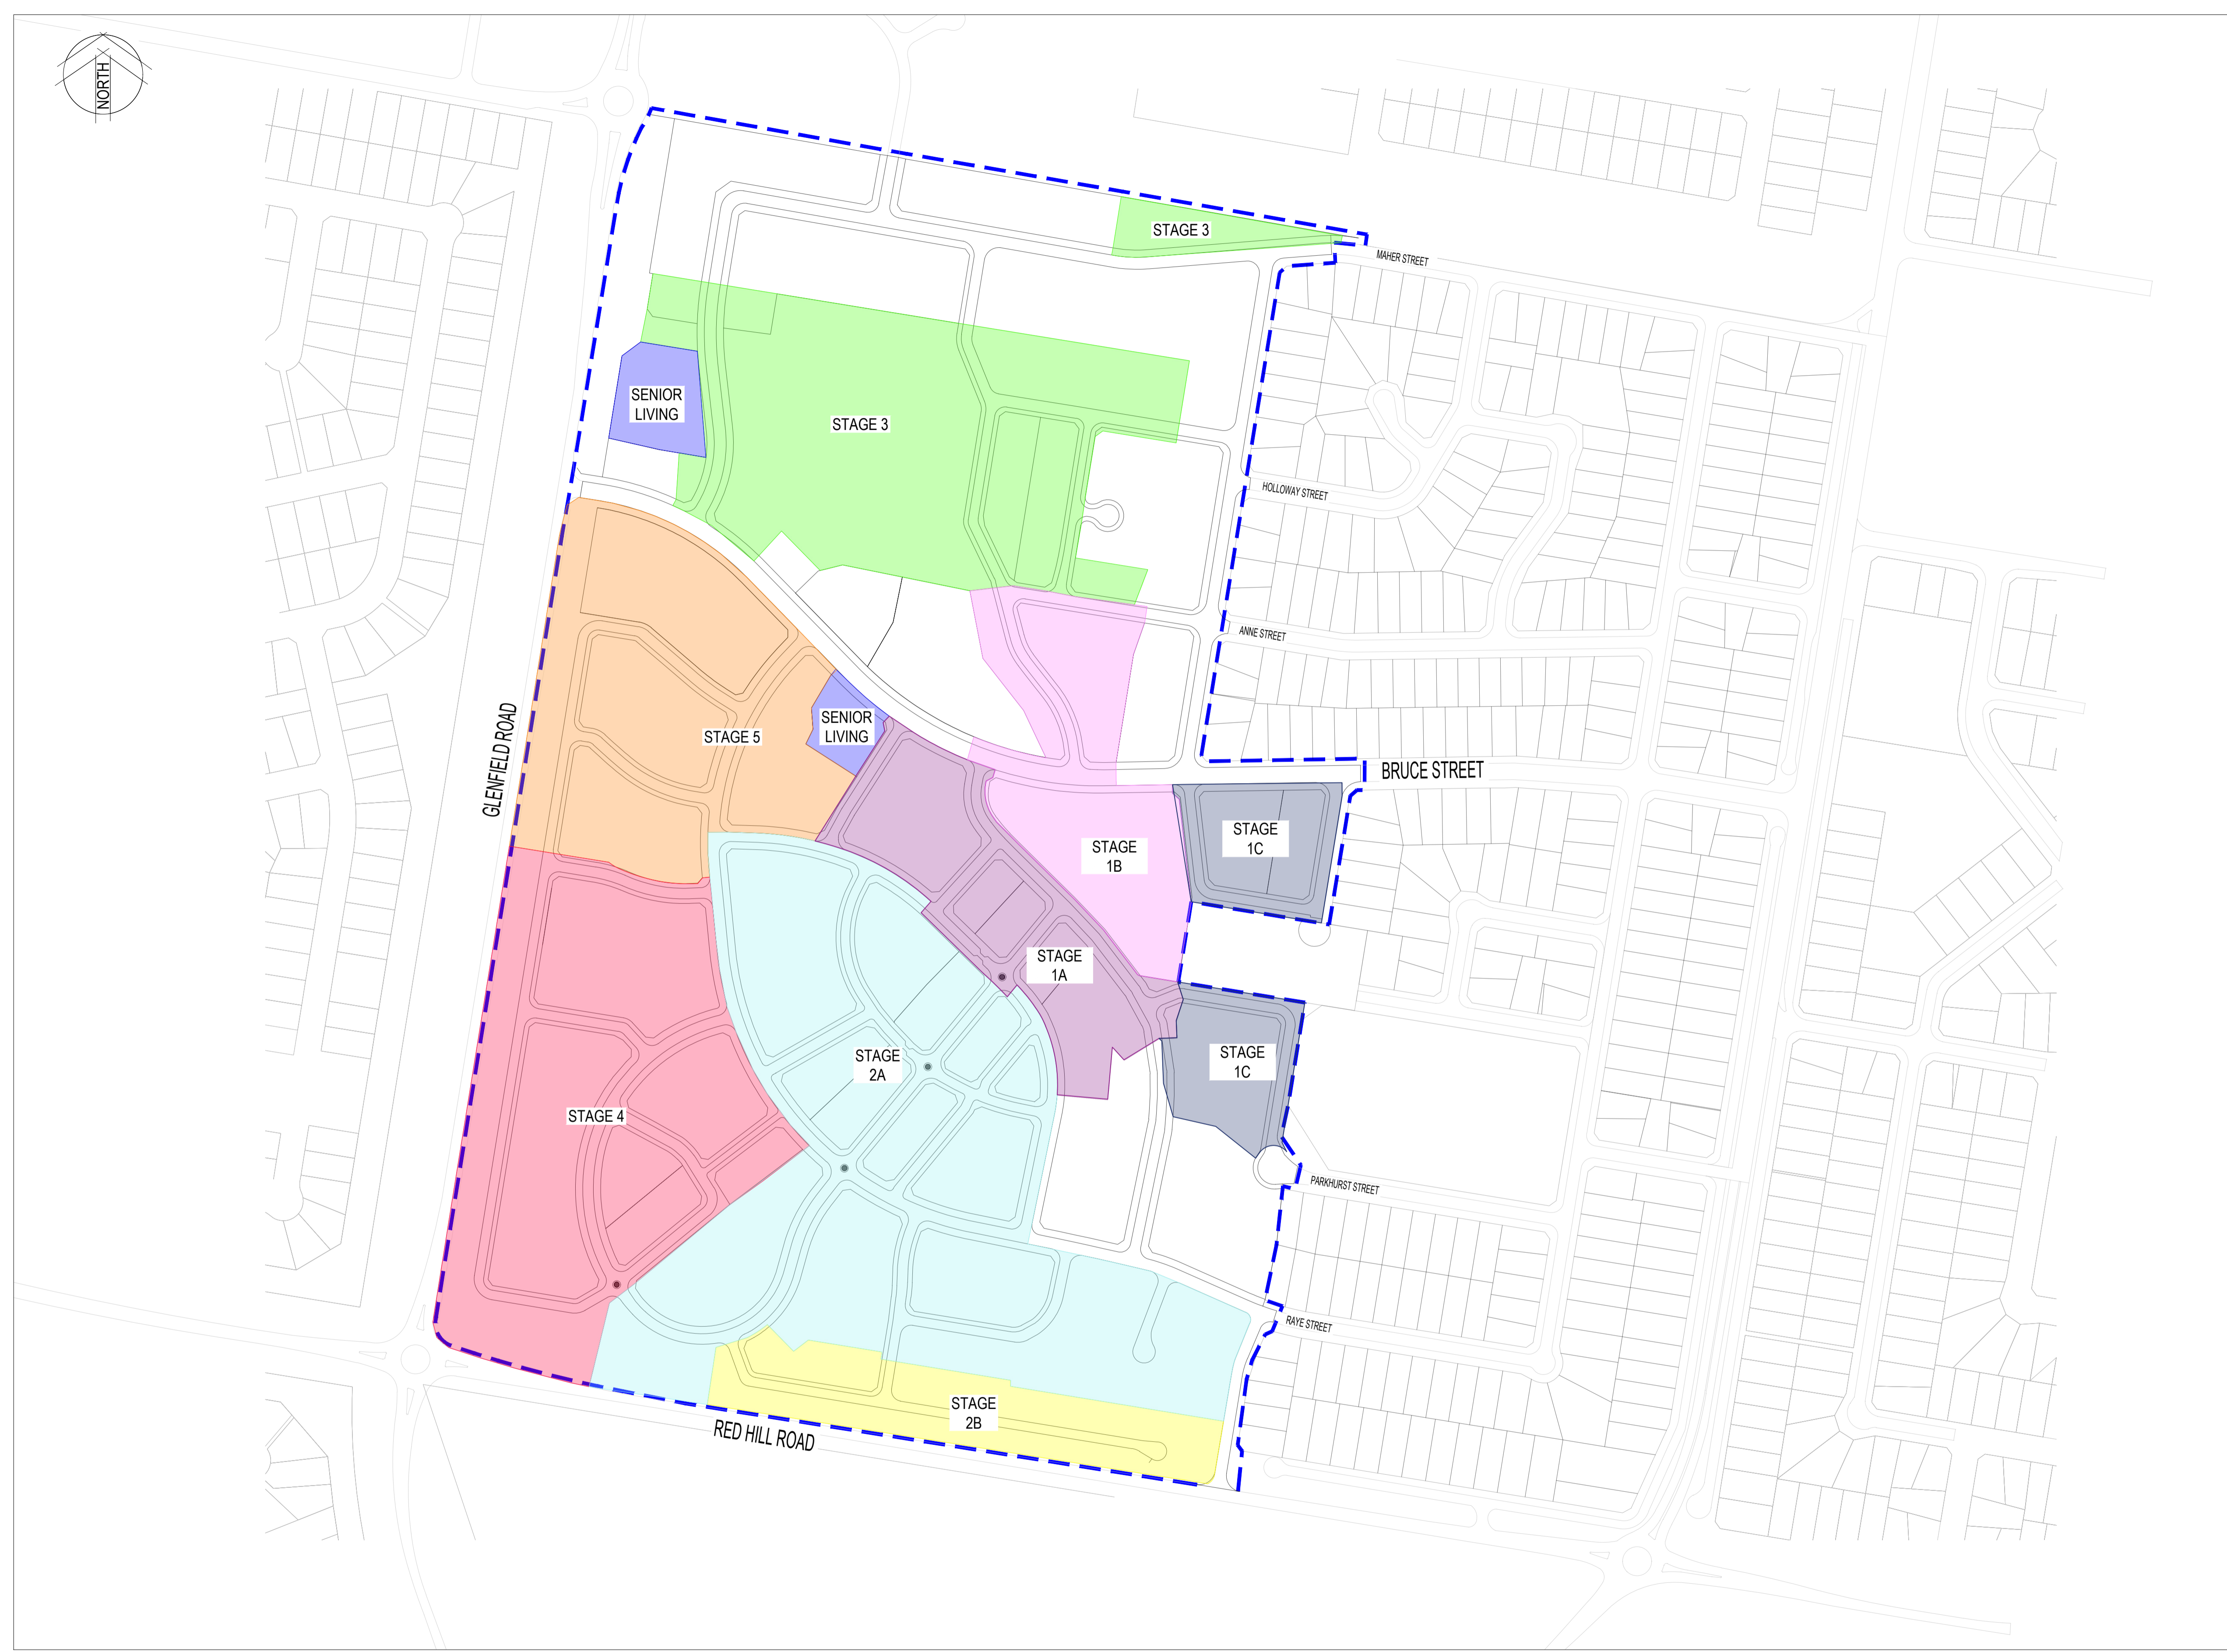 NORTH
STAGE 3
MAHER STREET
SENIOR
LIVING
STAGE 3
HOLLOWAY STREET
ANNE STREET
GLENFIELD ROAD
STAGE 5
SENIOR
LIVING
BRUCE STREET
STAGE
1B
STAGE
1C
STAGE
1A
STAGE
2A
STAGE
1C
STAGE 4
PARKHURST STREET
RAYE STREET
STAGE
2B
RED HILL ROAD